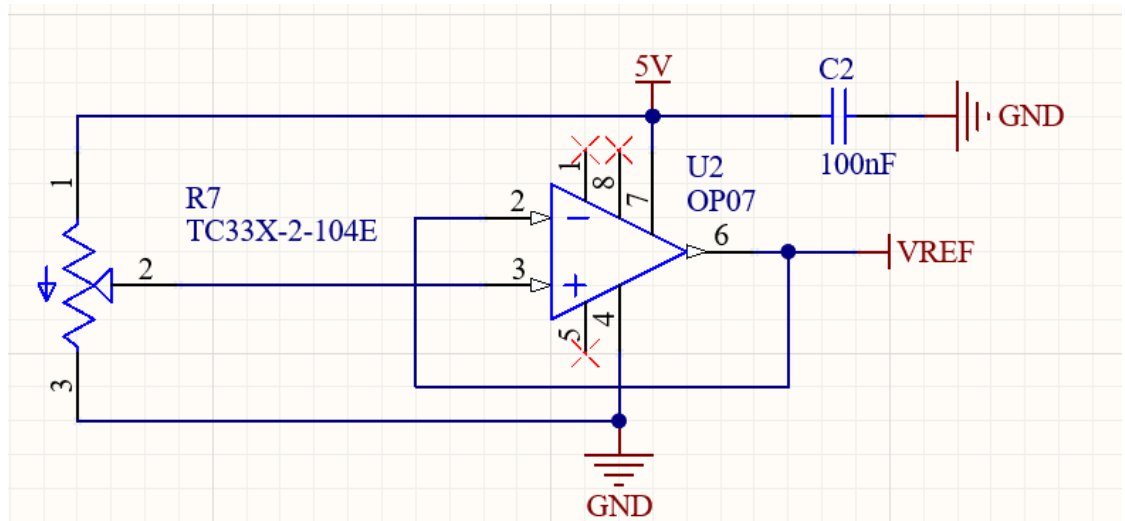 5V
C2
GND
100nF
1
R7
TC33X-2-104E
2
3
1
8
7
U2
OP07
2
3
6
VREF
5
4
GND